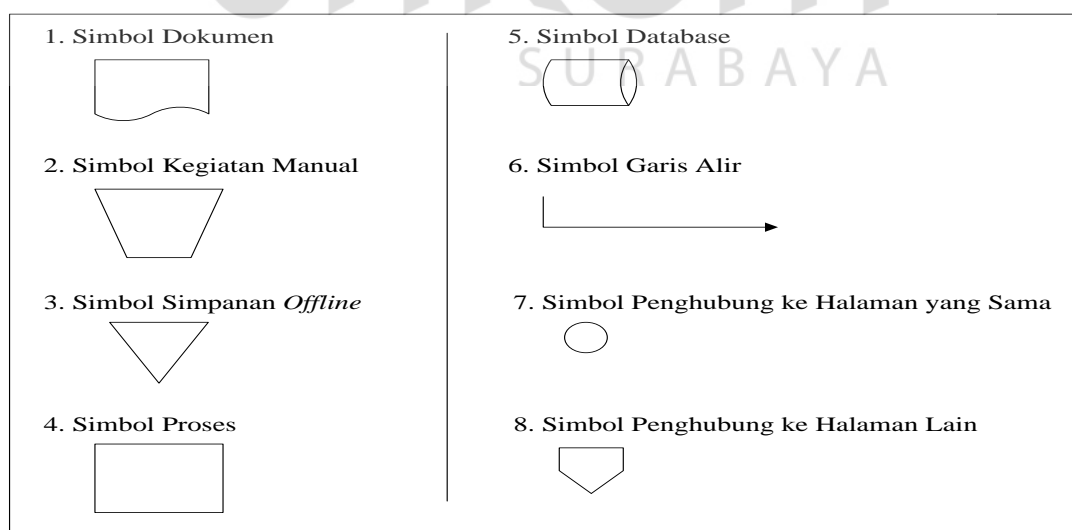 1. Simbol Dokumen
2. Simbol Kegiatan Manual
3. Simbol Simpanan Offline
4. Simbol Proses
5. Simbol Database
SURABAYA
6. Simbol Garis Alir
7. Simbol Penghubung ke Halaman yang Sama
8. Simbol Penghubung ke Halaman Lain